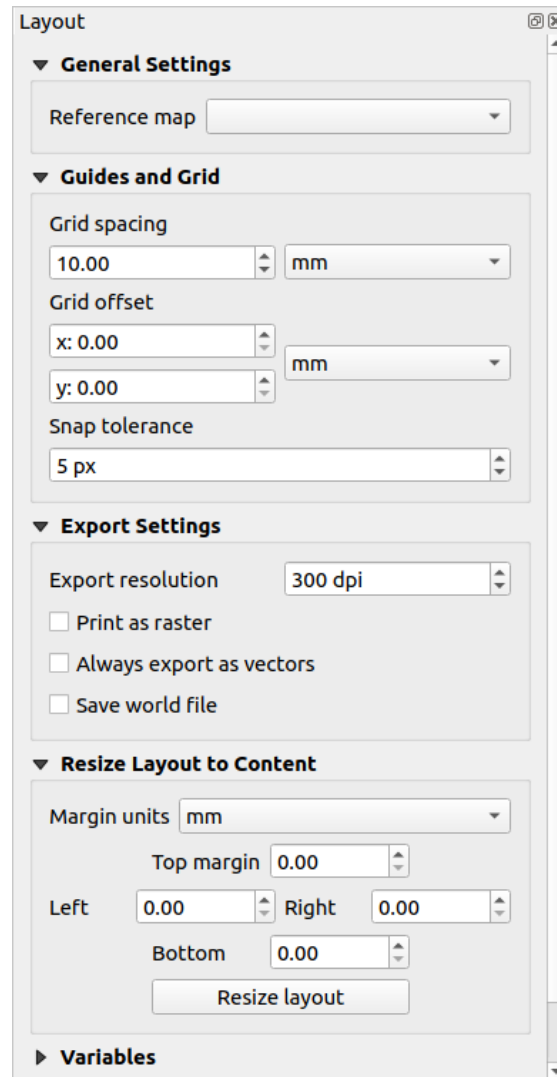 Layout
General Settings
Reference map
Guides and Grid
Grid spacing
10.00 mm
Grid offset
x: 0.00
mm
y: 0.00
Snap tolerance
5 px
Export Settings
Export resolution 300 dpi
Print as raster
Always export as vectors
Save world file
Resize Layout to Content
Margin units mm
Top margin 0.00
Left 0.00 Right 0.00
Bottom 0.00
Resize layout
Variables